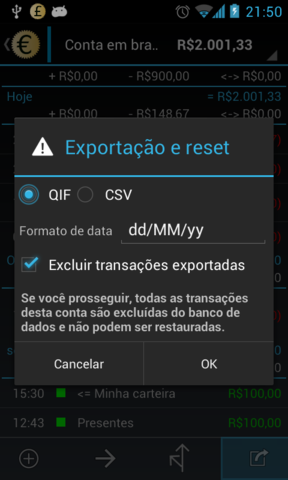 21:50
Conta em bra.. R$2.001,33
+ R$0,00 - R$900,00 <-> R$0,00
Hoje = R$2.001,33
+ R$0,00 - R$148,67 <-> R$0,00
Exportação e reset
QIF CSV
Formato de data dd/MM/yy
Excluir transações exportadas
Se você prosseguir, todas as transações
desta conta são excluídas do banco de
dados e não podem ser restauradas.
Cancelar OK
15:30 <= Minha carteira R$100,00
12:43 Presentes R$100,00